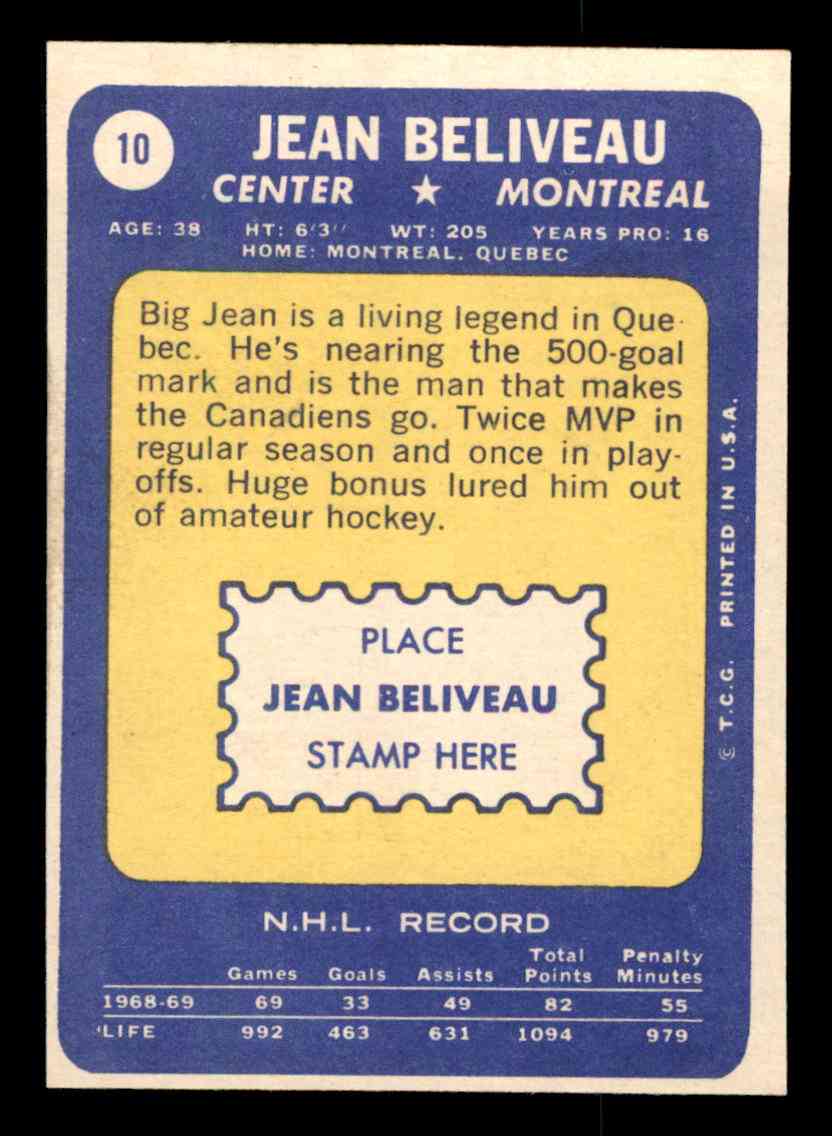 10
JEAN BELIVEAU
CENTER ★ MONTREAL
AGE: 38 HT: 6'3'' WT: 205 YEARS PRO: 16
HOME: MONTREAL, QUEBEC
Big Jean is a living legend in Que-
bec. He's nearing the 500-goal
mark and is the man that makes
the Canadiens go. Twice MVP in
regular season and once in play-
offs. Huge bonus lured him out
of amateur hockey.
PLACE
JEAN BELIVEAU
STAMP HERE
© T.C.G. PRINTED IN U.S.A.
N.H.L. RECORD
Games Goals Assists Total Points Penalty Minutes
1968-69 69 33 49 82 55
'LIFE 992 463 631 1094 979